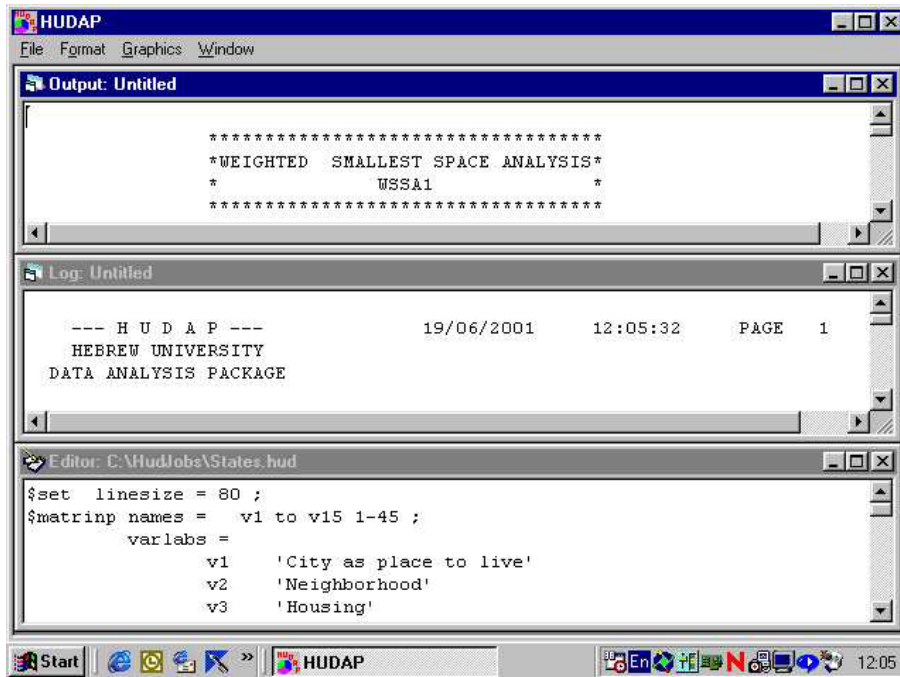 HUDAP
File Format Graphics Window
Output: Untitled
***********************************
*WEIGHTED  SMALLEST SPACE ANALYSIS*
*               WSSA1             *
***********************************
Log: Untitled
--- H U D A P ---    19/06/2001    12:05:32    PAGE    1
HEBREW UNIVERSITY
DATA ANALYSIS PACKAGE
Editor: C:\HudJobs\States.hud
$set  linesize = 80 ;
$matrinp names =   v1 to v15 1-45 ;
varlabs =
v1    'City as place to live'
v2    'Neighborhood'
v3    'Housing'
Start » HUDAP En N 12:05